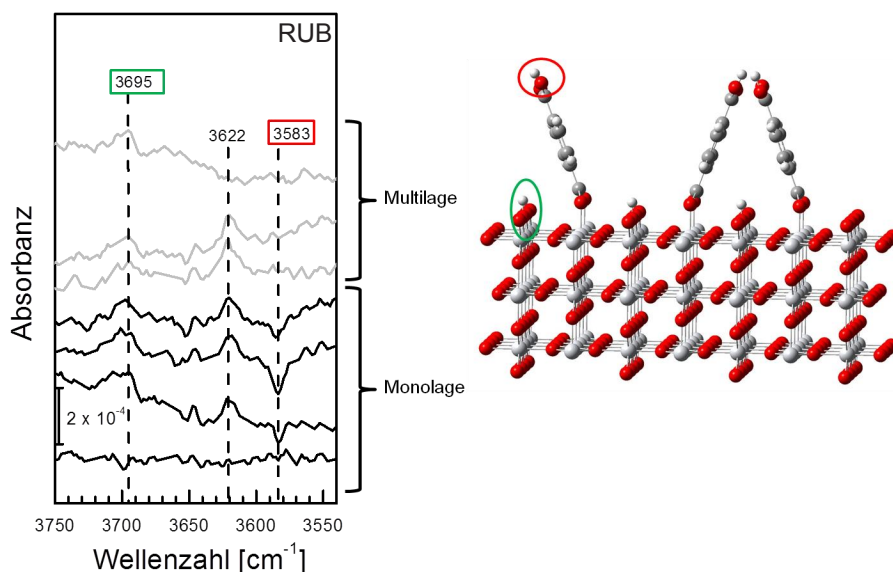 RUB
3695
3622
3583
Multilage
Monolage
2 x 10⁻⁴
Absorbanz
3750
3700
3650
3600
3550
Wellenzahl [cm⁻¹]